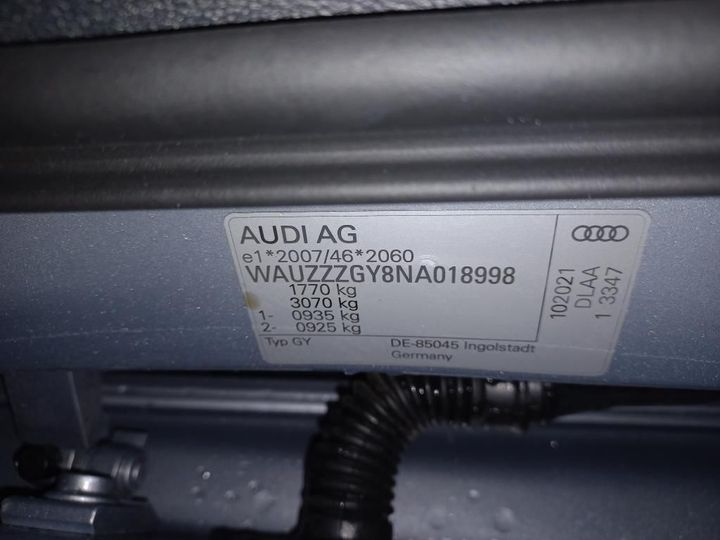 AUDI AG
e1*2007/46*2060
WAUZZZGY8NA018998
1770 kg
3070 kg
1- 0935 kg
2- 0925 kg
Typ GY DE-85045 Ingolstadt
Germany
102021
DLAA
1 3347